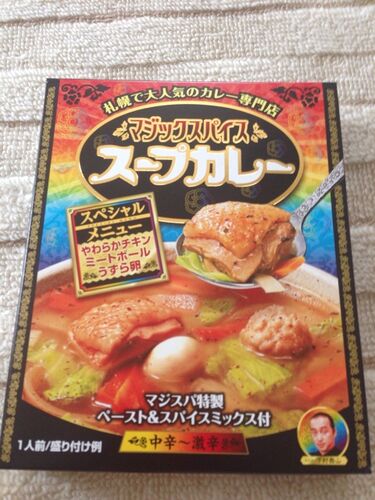 札幌で大人気のカレー専門店
マジックスパイス
スープカレー
スペシャル
メニュー
やわらかチキン
ミートボール
うずら卵
マジスパ特製
ペースト&スパイスミックス付
中辛～激辛
1人前/盛り付け例